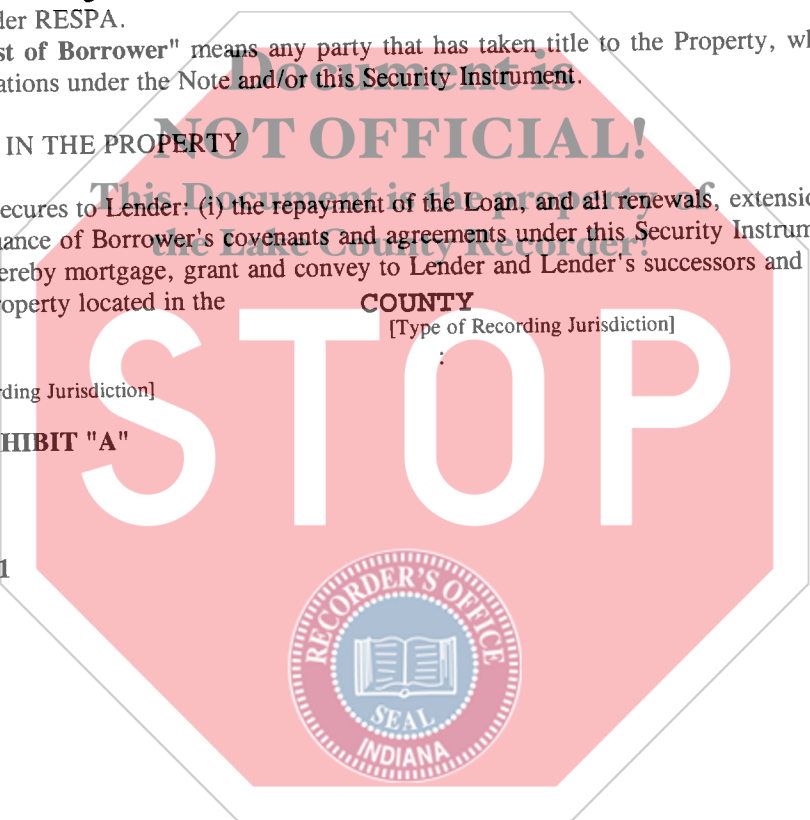 der RESPA.
st of Borrower" means any party that has taken title to the Property, wh
ations under the Note and/or this Security Instrument.
Document is
NOT OFFICIAL!
IN THE PROPERTY
This Document is the property of
the Lake County Recorder!
ecures to Lender: (i) the repayment of the Loan, and all renewals, extensio
nance of Borrower's covenants and agreements under this Security Instrum
ereby mortgage, grant and convey to Lender and Lender's successors and
roperty located in the COUNTY
[Type of Recording Jurisdiction]
:
rding Jurisdiction]
HIBIT "A"
STOP
1
RECORDER'S OFFICE
SEAL
INDIANA